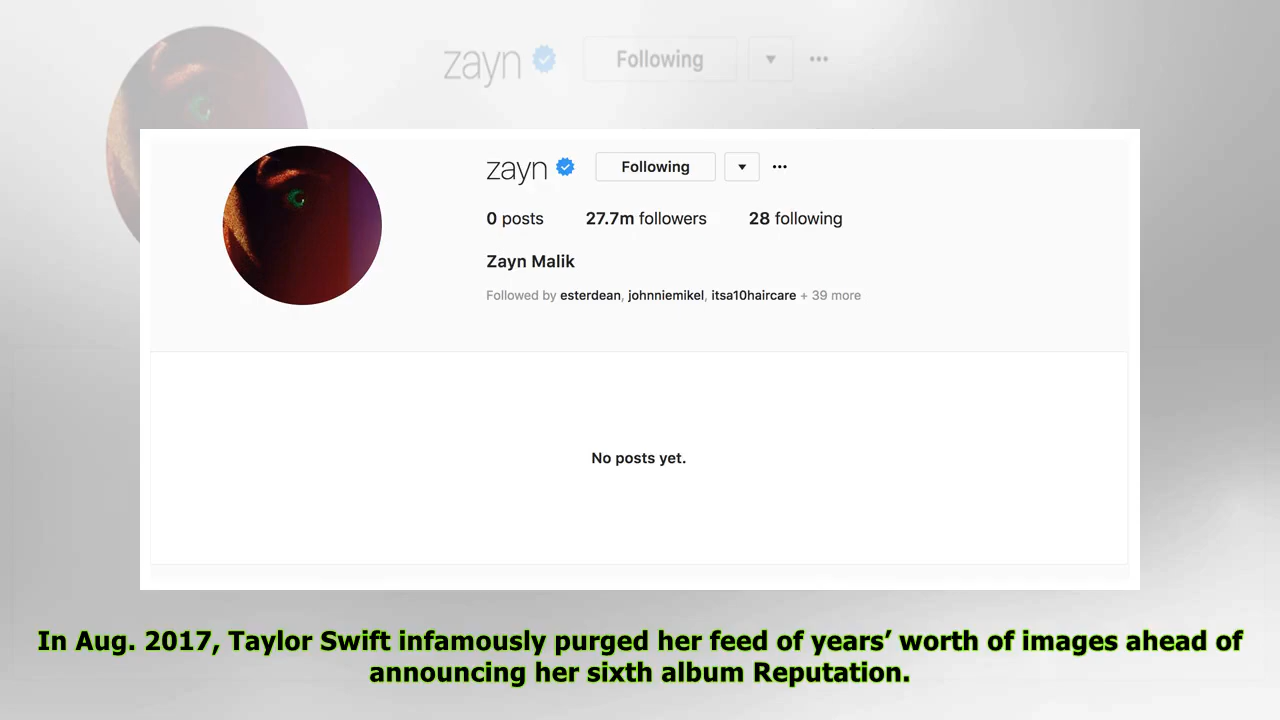 zayn Following ▼ •••
zayn Following ▼ •••
0 posts 27.7m followers 28 following
Zayn Malik
Followed by esterdean, johnniemikel, itsa10haircare + 39 more
No posts yet.
In Aug. 2017, Taylor Swift infamously purged her feed of years’ worth of images ahead of
announcing her sixth album Reputation.